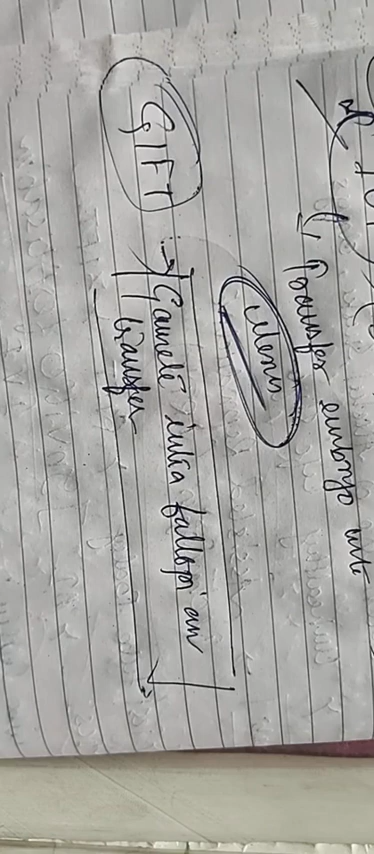 ↳ Transfer embryo into
uterus
GIFT → Gamete intra fallopian
transfer